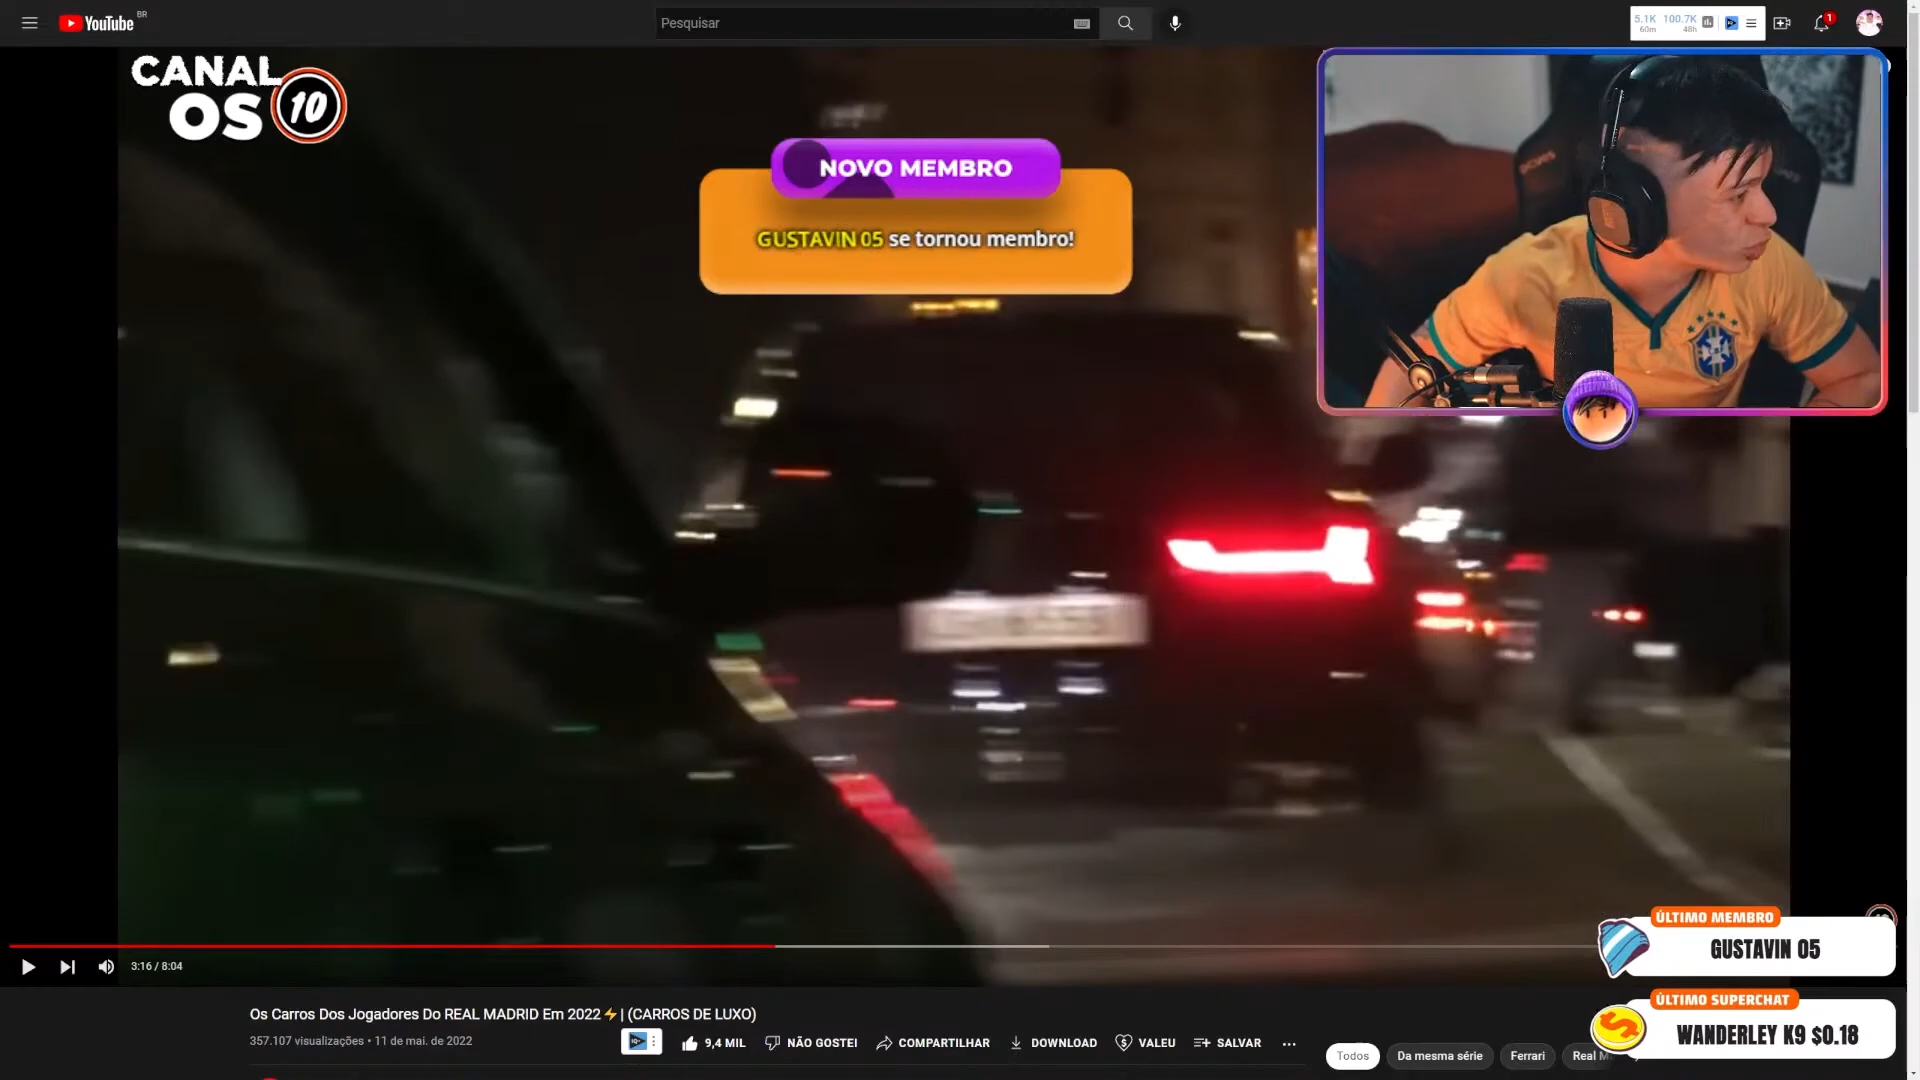 YouTube BR
Pesquisar
5.1K 100.7K
60m 48h
1
CANAL
OS 10
NOVO MEMBRO
GUSTAVIN 05 se tornou membro!
3:16 / 8:04
ÚLTIMO MEMBRO
GUSTAVIN 05
ÚLTIMO SUPERCHAT
WANDERLEY K9 $0.18
Os Carros Dos Jogadores Do REAL MADRID Em 2022⚡| (CARROS DE LUXO)
357.107 visualizações • 11 de mai. de 2022
9,4 MIL NÃO GOSTEI COMPARTILHAR DOWNLOAD VALEU SALVAR
Todos Da mesma série Ferrari Real M